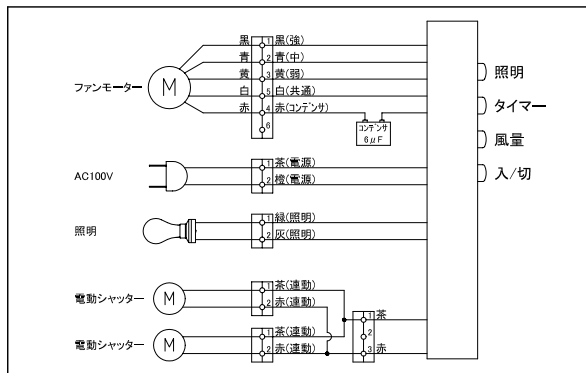 ファンモーター
M
黒 1 黒(強)
青 2 青(中)
黄 3 黄(弱)
白 5 白(共通)
赤 4 赤(コンデンサ)
6
コンデンサ
6μF
照明
タイマー
風量
入/切
AC100V
1 茶(電源)
2 橙(電源)
照明
1 緑(照明)
2 灰(照明)
電動シャッター
M
1 茶(連動)
2 赤(連動)
電動シャッター
M
1 茶(連動)
2 赤(連動)
1 茶
2
3 赤